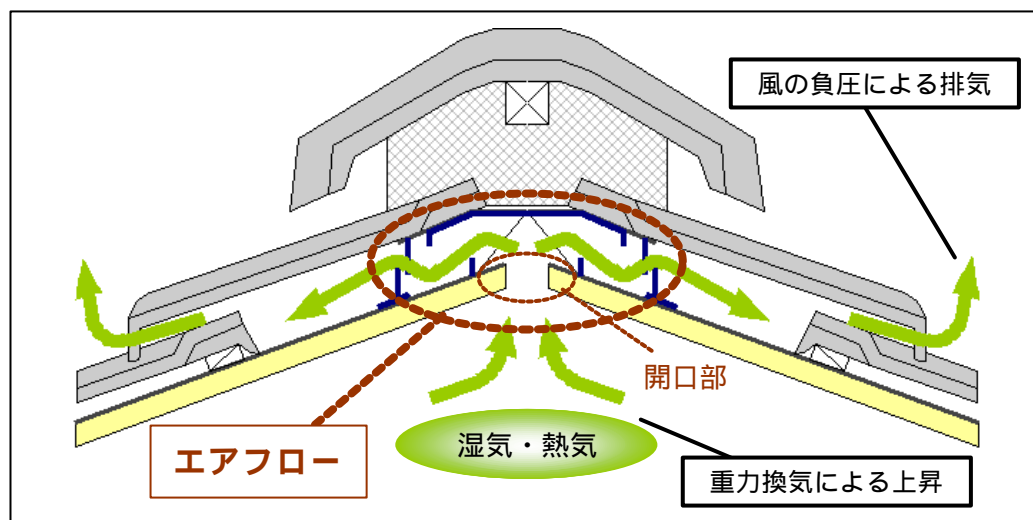 風の負圧による排気
開口部
エアフロー
湿気・熱気
重力換気による上昇